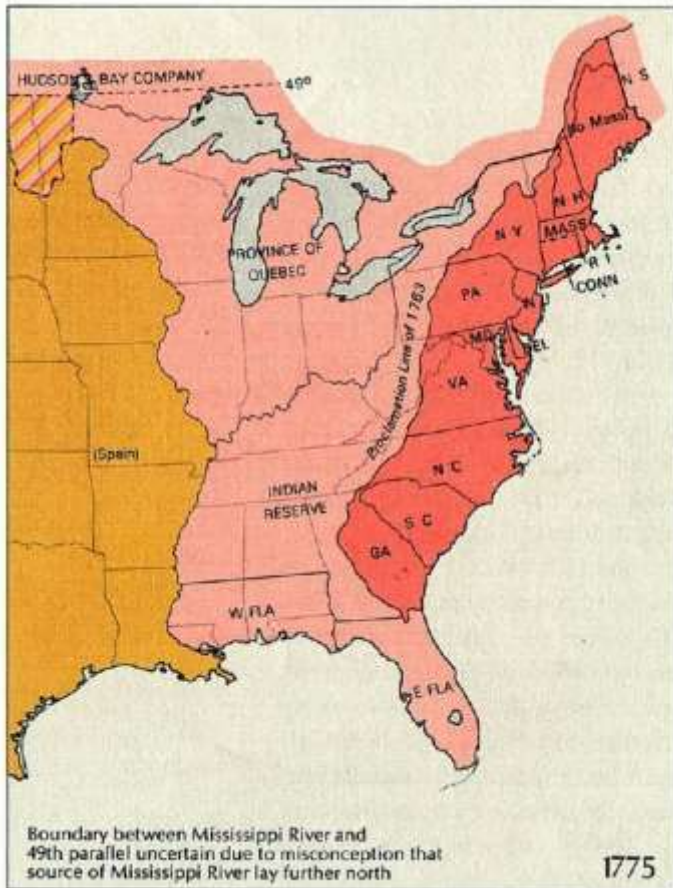 HUDSON'S BAY COMPANY
49º
N S
(to Mass)
N H
N Y
MASS
R I
CONN
PROVINCE OF
QUEBEC
PA
N J
MD
DEL
Proclamation Line of 1763
VA
(Spain)
N C
INDIAN
RESERVE
S C
GA
W FLA
E FLA
Boundary between Mississippi River and
49th parallel uncertain due to misconception that
source of Mississippi River lay further north
1775